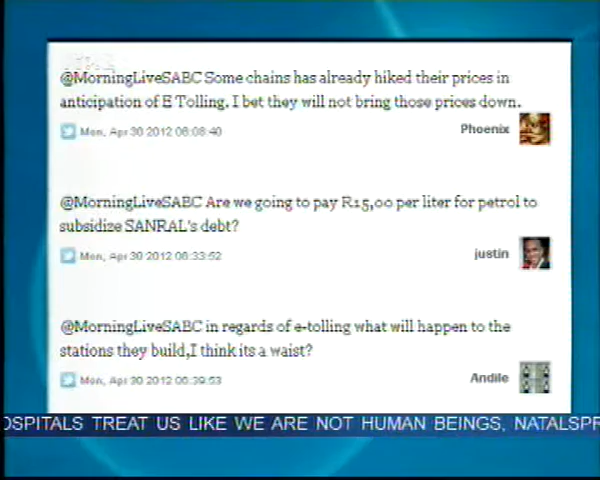 @MorningLiveSABC Some chains has already hiked their prices in
anticipation of E Tolling. I bet they will not bring those prices down.
Mon, Apr 30 2012 06:08:40
Phoenix
@MorningLiveSABC Are we going to pay R15,00 per liter for petrol to
subsidize SANRAL's debt?
Mon, Apr 30 2012 06:33:52
justin
@MorningLiveSABC in regards of e-tolling what will happen to the
stations they build,I think its a waist?
Mon, Apr 30 2012 06:39:53
Andile
OSPITALS TREAT US LIKE WE ARE NOT HUMAN BEINGS, NATALSPR